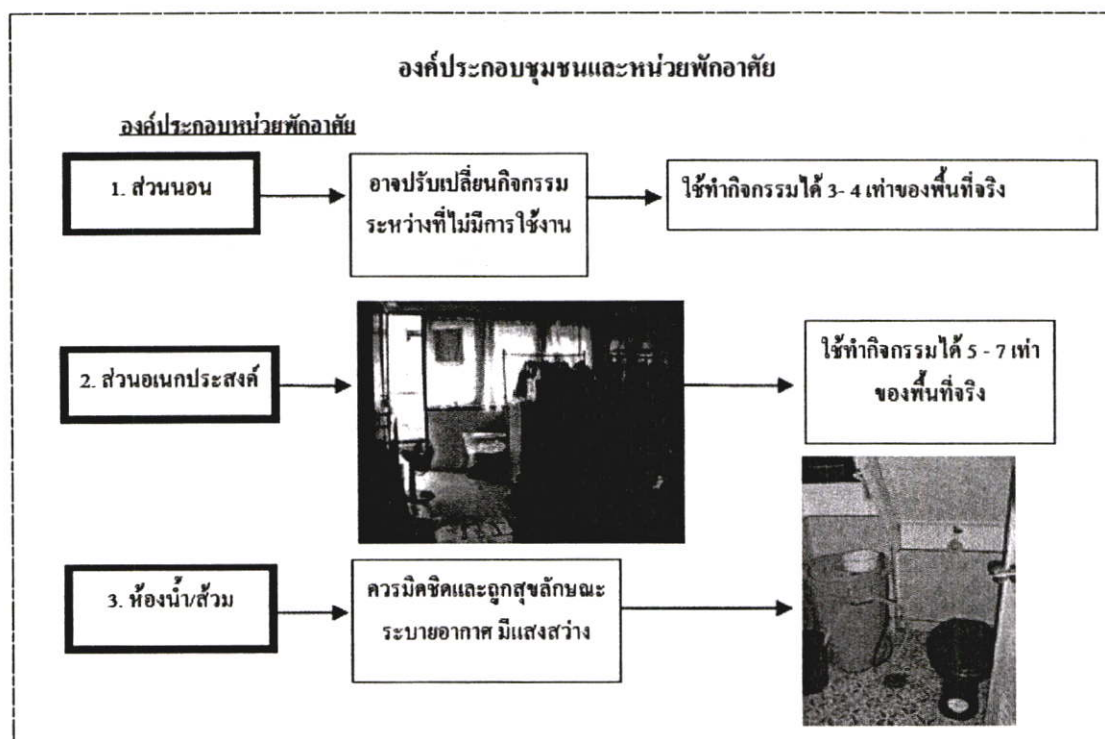 องค์ประกอบชุมชนและหน่วยพักอาศัย
องค์ประกอบหน่วยพักอาศัย
1. ส่วนนอน
อาจปรับเปลี่ยนกิจกรรม
ระหว่างที่ไม่มีการใช้งาน
ใช้ทำกิจกรรมได้ 3- 4 เท่าของพื้นที่จริง
2. ส่วนอเนกประสงค์
ใช้ทำกิจกรรมได้ 5 - 7 เท่า
ของพื้นที่จริง
3. ห้องน้ำ/ส้วม
ควรมิดชิดและถูกสุขลักษณะ
ระบายอากาศ มีแสงสว่าง